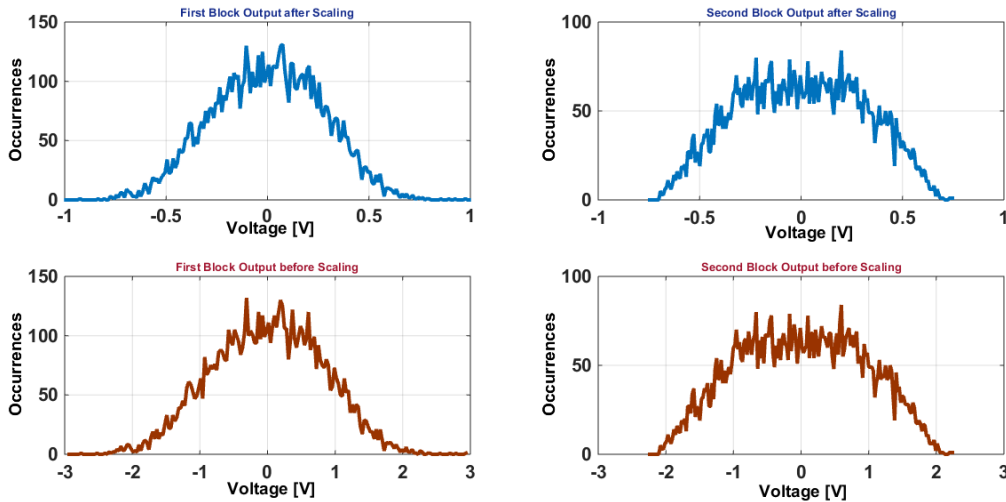 First Block Output after Scaling
150
100
50
0
Occurrences
-1 -0.5 0 0.5 1
Voltage [V]
Second Block Output after Scaling
100
50
0
Occurrences
-1 -0.5 0 0.5 1
Voltage [V]
First Block Output before Scaling
150
100
50
0
Occurrences
-3 -2 -1 0 1 2 3
Voltage [V]
Second Block Output before Scaling
100
50
0
Occurrences
-3 -2 -1 0 1 2 3
Voltage [V]